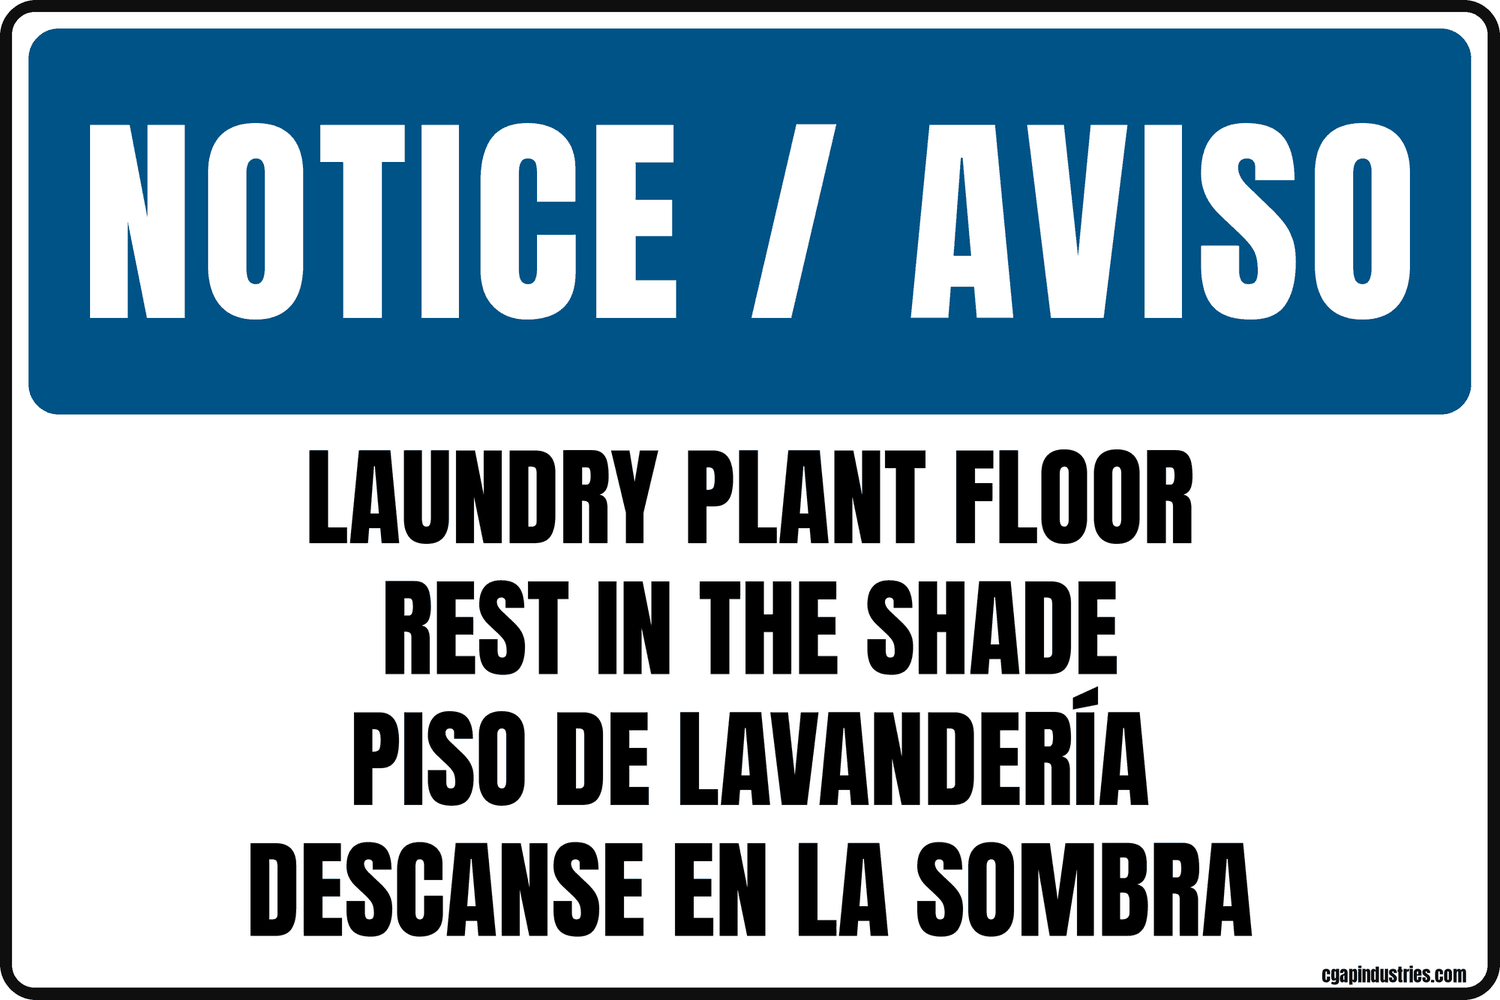 NOTICE / AVISO
LAUNDRY PLANT FLOOR
REST IN THE SHADE
PISO DE LAVANDERÍA
DESCANSE EN LA SOMBRA
cgapindustries.com